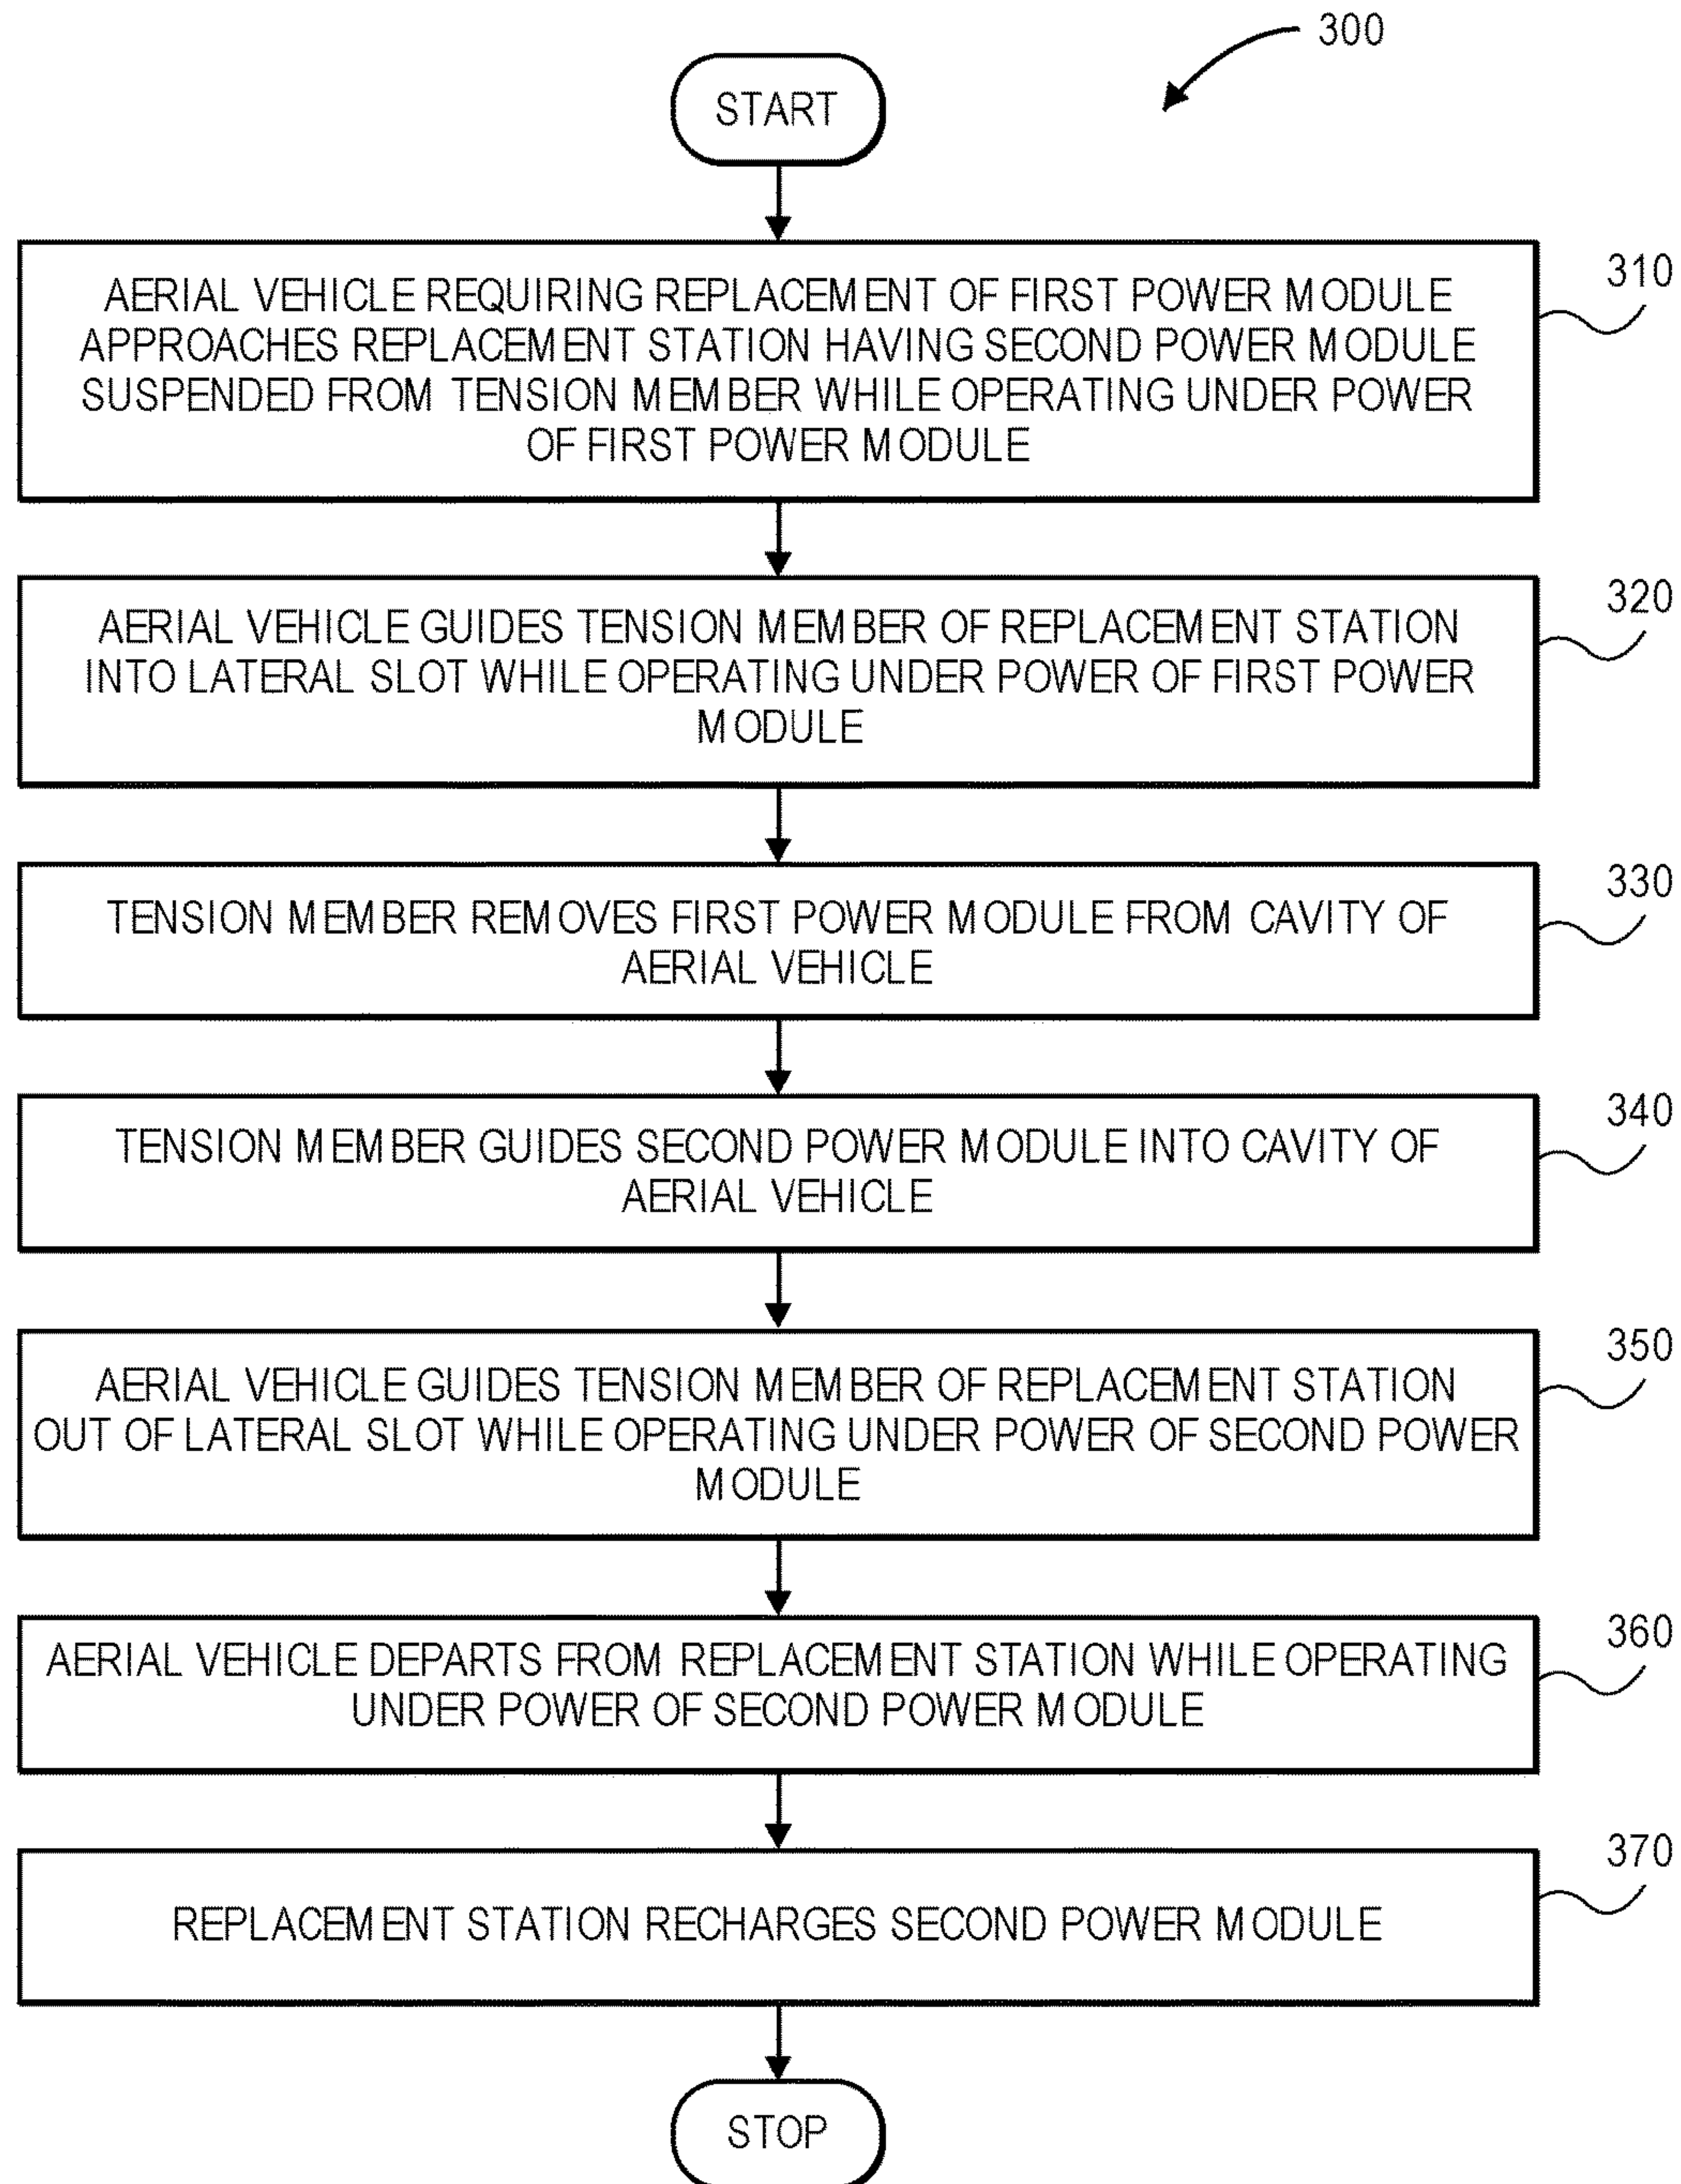 300
START
310
AERIAL VEHICLE REQUIRING REPLACEMENT OF FIRST POWER MODULE
APPROACHES REPLACEMENT STATION HAVING SECOND POWER MODULE
SUSPENDED FROM TENSION MEMBER WHILE OPERATING UNDER POWER
OF FIRST POWER MODULE
320
AERIAL VEHICLE GUIDES TENSION MEMBER OF REPLACEMENT STATION
INTO LATERAL SLOT WHILE OPERATING UNDER POWER OF FIRST POWER
MODULE
330
TENSION MEMBER REMOVES FIRST POWER MODULE FROM CAVITY OF
AERIAL VEHICLE
340
TENSION MEMBER GUIDES SECOND POWER MODULE INTO CAVITY OF
AERIAL VEHICLE
350
AERIAL VEHICLE GUIDES TENSION MEMBER OF REPLACEMENT STATION
OUT OF LATERAL SLOT WHILE OPERATING UNDER POWER OF SECOND POWER
MODULE
360
AERIAL VEHICLE DEPARTS FROM REPLACEMENT STATION WHILE OPERATING
UNDER POWER OF SECOND POWER MODULE
370
REPLACEMENT STATION RECHARGES SECOND POWER MODULE
STOP